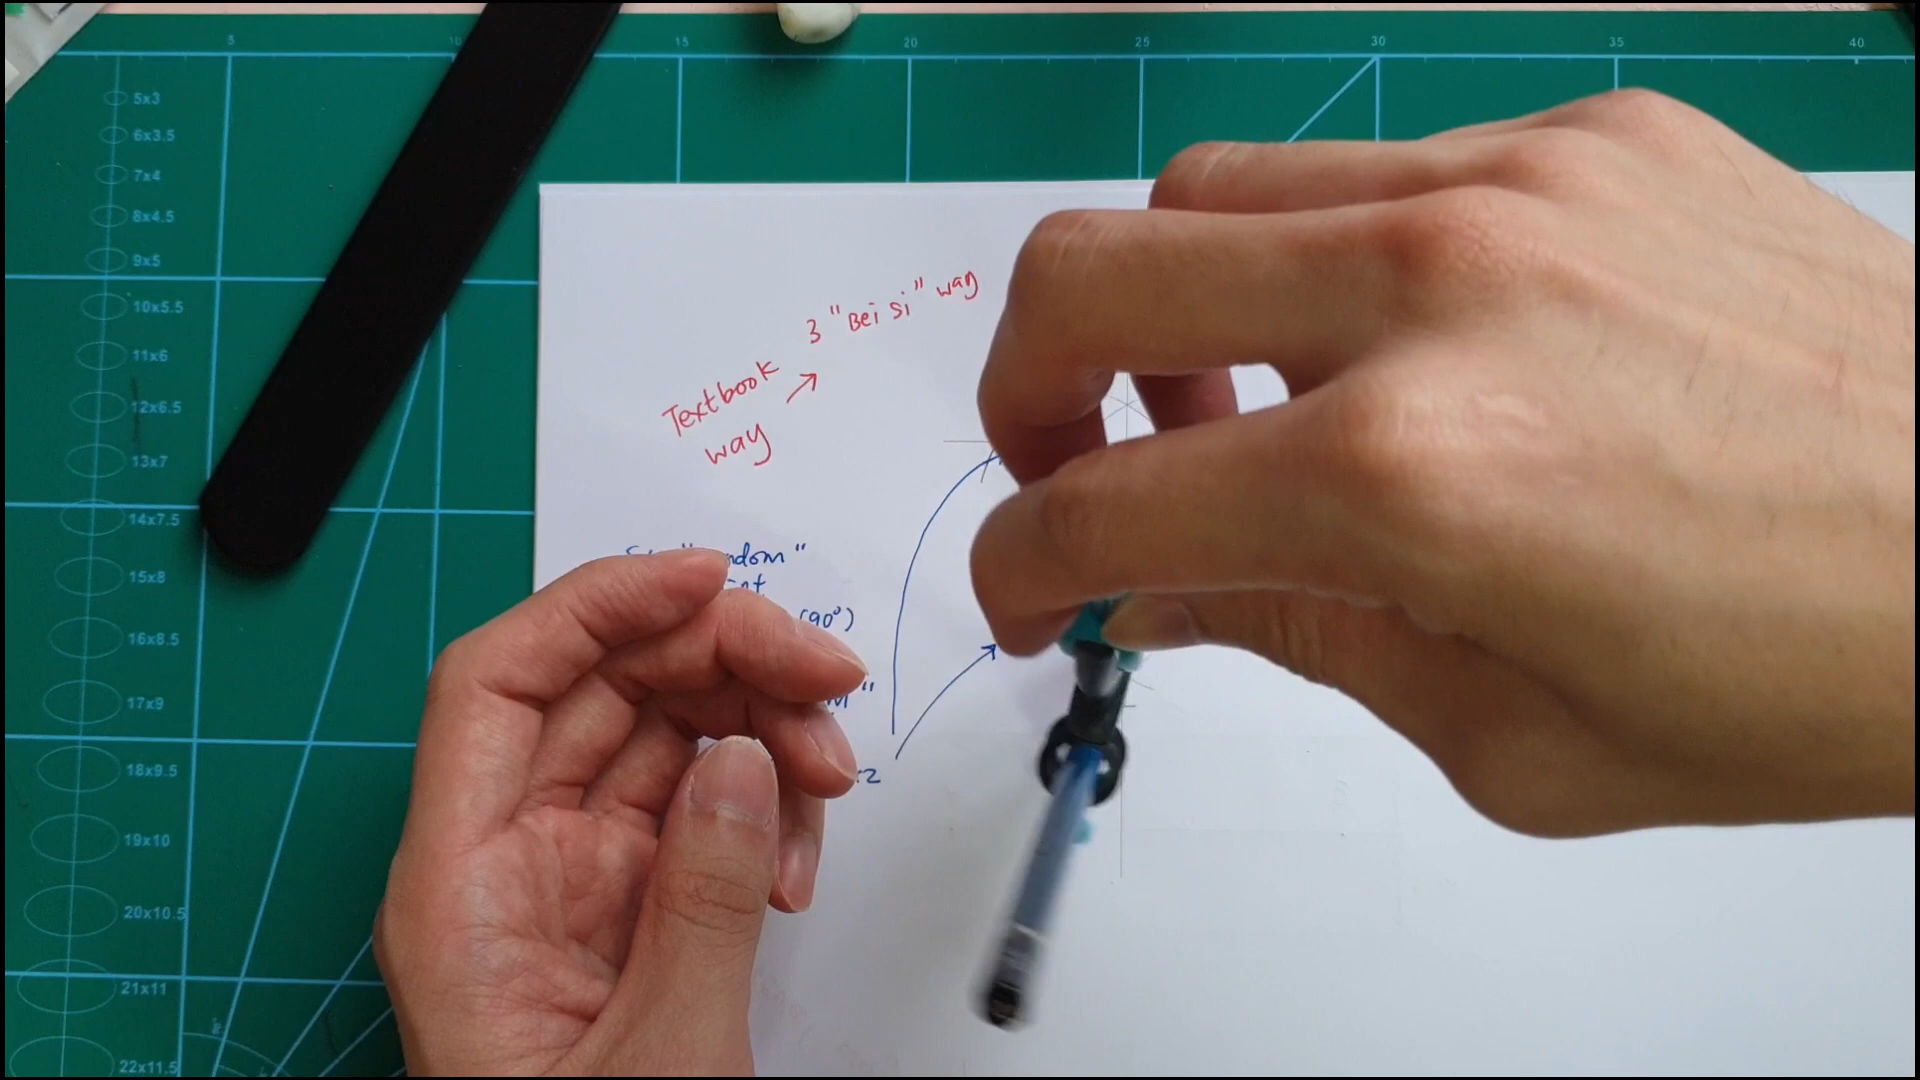 5
10
15
20
25
30
35
40
5x3
6x3.5
7x4
8x4.5
9x5
10x5.5
11x6
12x6.5
13x7
14x7.5
15x8
16x8.5
17x9
18x9.5
19x10
20x10.5
21x11
22x11.5
3 "Bei Si" way
Textbook
way
(90°)